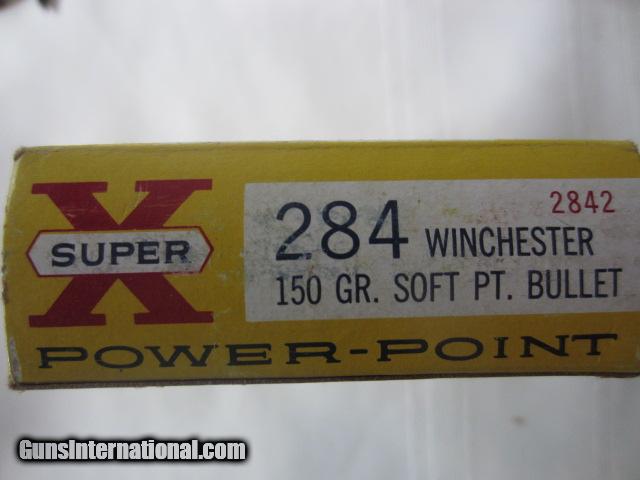 X
SUPER
2842
284 WINCHESTER
150 GR. SOFT PT. BULLET
POWER-POINT
GunsInternational.com